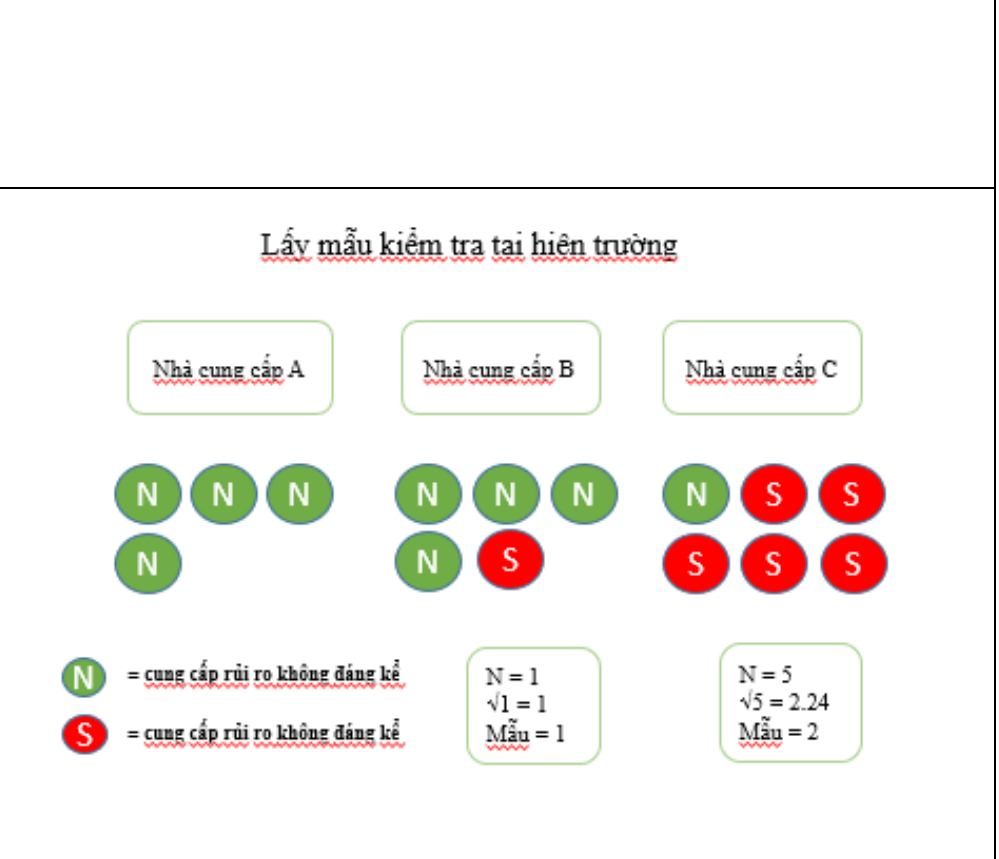 Lấy mẫu kiểm tra tại hiện trường
Nhà cung cấp A
Nhà cung cấp B
Nhà cung cấp C
N N N
N N N
N S S
N
N S
S S S
N = cung cấp rủi ro không đáng kể
S = cung cấp rủi ro không đáng kể
N = 1
√1 = 1
Mẫu = 1
N = 5
√5 = 2.24
Mẫu = 2